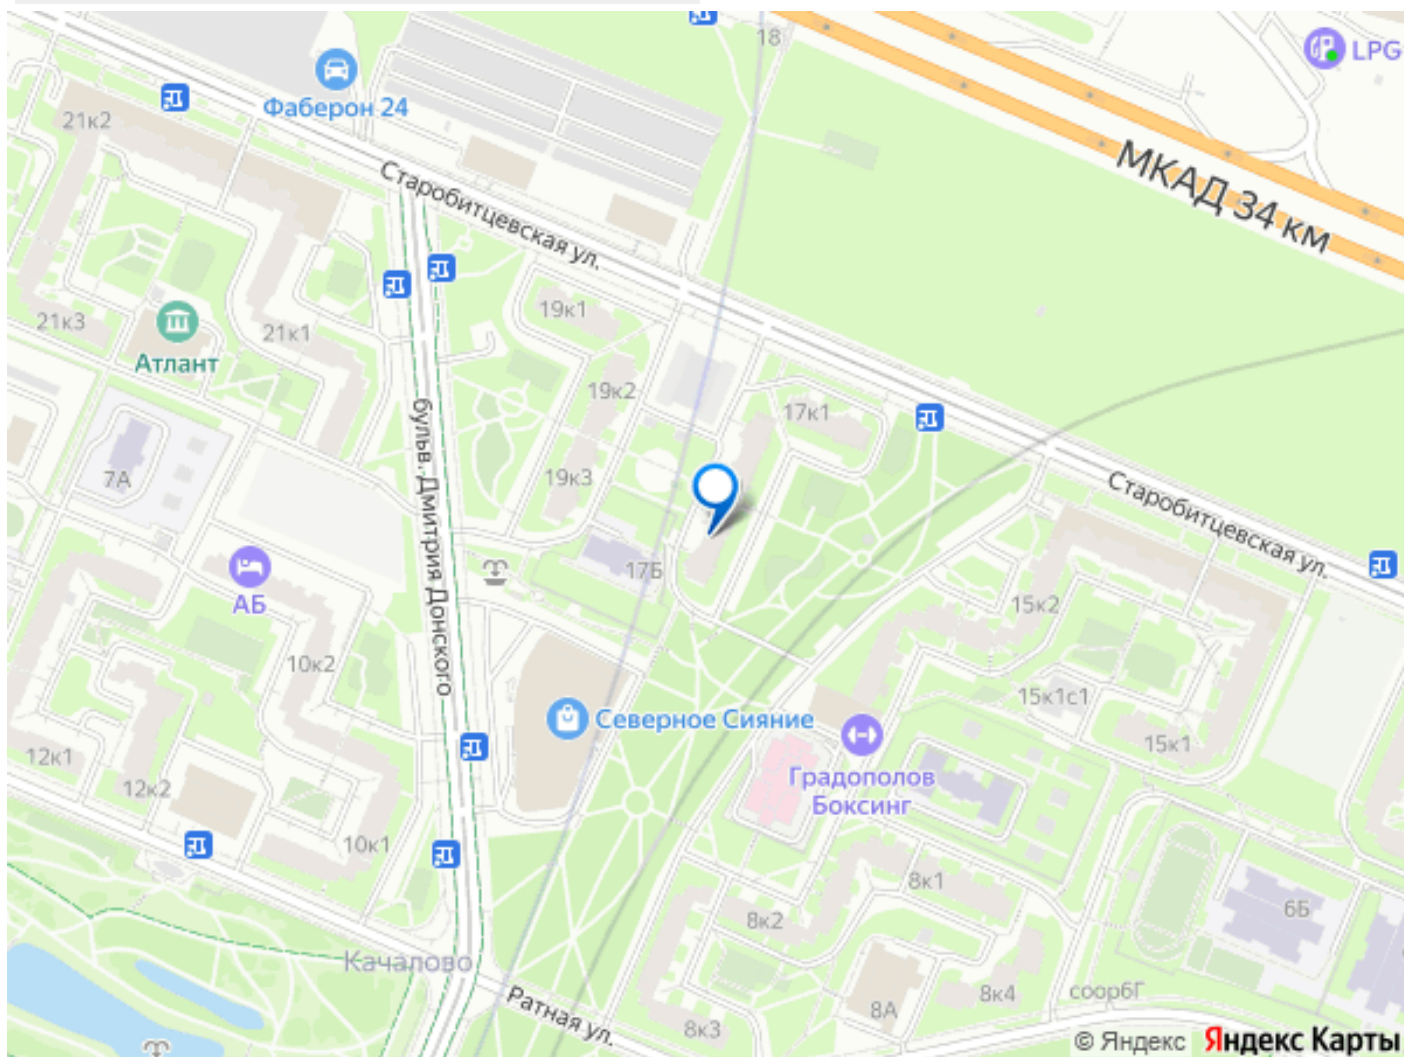 18
LPG
Фаберон 24
21к2
МКАД 34 км
Старобитцевская ул.
19к1
21к3
21к1
Атлант
19к2
17к1
бульв. Дмитрия Донского
7А
19к3
Старобитцевская ул.
17Б
АБ
15к2
10к2
15к1с1
Северное Сияние
15к1
12к1
Градополов
Боксинг
12к2
10к1
8к1
6Б
8к2
Качалово
Ратная ул.
8к4
соор6Г
8А
8к3
© Яндекс Яндекс Карты